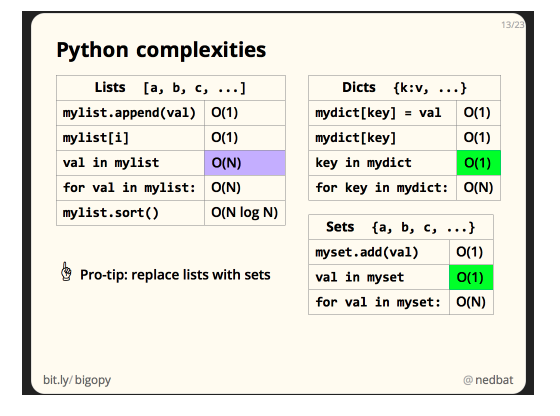 13/23
Python complexities
Lists [a, b, c, ...]
mylist.append(val) O(1)
mylist[i] O(1)
val in mylist O(N)
for val in mylist: O(N)
mylist.sort() O(N log N)
Pro-tip: replace lists with sets
Dicts {k:v, ...}
mydict[key] = val O(1)
mydict[key] O(1)
key in mydict O(1)
for key in mydict: O(N)
Sets {a, b, c, ...}
myset.add(val) O(1)
val in myset O(1)
for val in myset: O(N)
bit.ly/bigopy
@nedbat